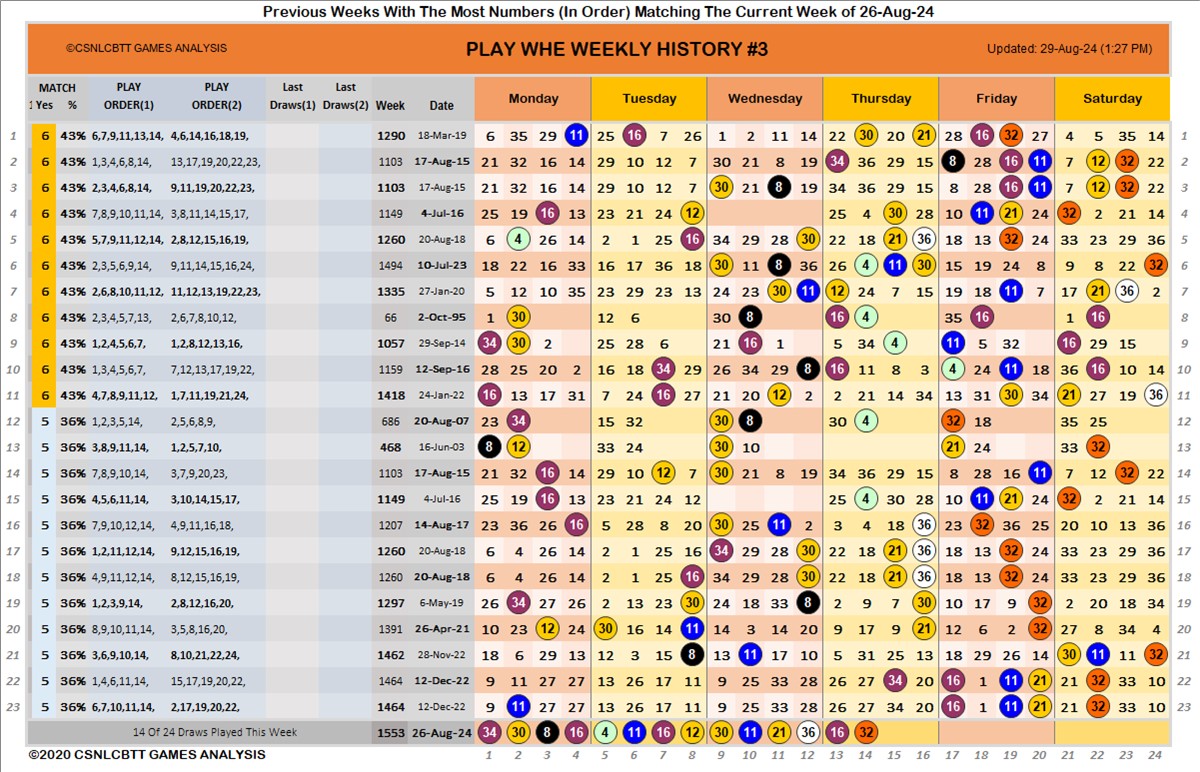 Previous Weeks With The Most Numbers (In Order) Matching The Current Week of 26-Aug-24
©CSNLCBTT GAMES ANALYSIS PLAY WHE WEEKLY HISTORY #3 Updated: 29-Aug-24 (1:27 PM)
MATCH PLAY PLAY Last Last
1 Yes % ORDER(1) ORDER(2) Draws(1) Draws(2) Week Date Monday Tuesday Wednesday Thursday Friday Saturday
1 6 43% 6,7,9,11,13,14, 4,6,14,16,18,19, 1290 18-Mar-19 6 35 29 11 25 16 7 26 1 2 11 14 22 30 20 21 28 16 32 27 4 5 35 14 1
2 6 43% 1,3,4,6,8,14, 13,17,19,20,22,23, 1103 17-Aug-15 21 32 16 14 29 10 12 7 30 21 8 19 34 36 29 15 8 28 16 11 7 12 32 22 2
3 6 43% 2,3,4,6,8,14, 9,11,19,20,22,23, 1103 17-Aug-15 21 32 16 14 29 10 12 7 30 21 8 19 34 36 29 15 8 28 16 11 7 12 32 22 3
4 6 43% 7,8,9,10,11,14, 3,8,11,14,15,17, 1149 4-Jul-16 25 19 16 13 23 21 24 12 25 4 30 28 10 11 21 24 32 2 21 14 4
5 6 43% 5,7,9,11,12,14, 2,8,12,15,16,19, 1260 20-Aug-18 6 4 26 14 2 1 25 16 34 29 28 30 22 18 21 36 18 13 32 24 33 23 29 36 5
6 6 43% 2,3,5,6,9,14, 9,11,14,15,16,24, 1494 10-Jul-23 18 22 16 33 16 17 36 18 30 11 8 36 26 4 11 30 15 19 24 8 9 8 22 32 6
7 6 43% 2,6,8,10,11,12, 11,12,13,19,22,23, 1335 27-Jan-20 5 12 10 35 23 29 23 13 24 23 30 11 12 24 7 15 19 18 11 7 17 21 36 2 7
8 6 43% 2,3,4,5,7,13, 2,6,7,8,10,12, 66 2-Oct-95 1 30 12 6 30 8 16 4 35 16 1 16 8
9 6 43% 1,2,4,5,6,7, 1,2,8,12,13,16, 1057 29-Sep-14 34 30 2 25 28 6 21 16 1 5 34 4 11 5 32 16 29 15 9
10 6 43% 1,3,4,5,6,7, 7,12,13,17,19,22, 1159 12-Sep-16 28 25 20 2 16 18 34 29 26 34 29 8 16 11 8 3 4 24 11 18 36 16 10 14 10
11 6 43% 4,7,8,9,11,12, 1,7,11,19,21,24, 1418 24-Jan-22 16 13 17 31 7 24 16 27 21 20 12 2 2 21 14 34 13 31 30 34 21 27 19 36 11
12 5 36% 1,2,3,5,14, 2,5,6,8,9, 686 20-Aug-07 23 34 15 32 30 8 30 4 32 18 35 25 12
13 5 36% 3,8,9,11,14, 1,2,5,7,10, 468 16-Jun-03 8 12 33 24 30 10 21 24 33 32 13
14 5 36% 7,8,9,10,14, 3,7,9,20,23, 1103 17-Aug-15 21 32 16 14 29 10 12 7 30 21 8 19 34 36 29 15 8 28 16 11 7 12 32 22 14
15 5 36% 4,5,6,11,14, 3,10,14,15,17, 1149 4-Jul-16 25 19 16 13 23 21 24 12 25 4 30 28 10 11 21 24 32 2 21 14 15
16 5 36% 7,9,10,12,14, 4,9,11,16,18, 1207 14-Aug-17 23 36 26 16 5 28 8 20 30 25 11 2 3 4 18 36 23 32 36 25 20 10 13 36 16
17 5 36% 1,2,11,12,14, 9,12,15,16,19, 1260 20-Aug-18 6 4 26 14 2 1 25 16 34 29 28 30 22 18 21 36 18 13 32 24 33 23 29 36 17
18 5 36% 4,9,11,12,14, 8,12,15,16,19, 1260 20-Aug-18 6 4 26 14 2 1 25 16 34 29 28 30 22 18 21 36 18 13 32 24 33 23 29 36 18
19 5 36% 1,2,3,9,14, 2,8,12,16,20, 1297 6-May-19 26 34 27 26 2 13 23 30 24 18 33 8 2 9 7 30 10 17 9 32 2 20 18 34 19
20 5 36% 8,9,10,11,14, 3,5,8,16,20, 1391 26-Apr-21 10 23 12 24 30 16 14 11 14 3 14 20 9 17 9 21 12 6 2 32 27 8 34 4 20
21 5 36% 3,6,9,10,14, 8,10,21,22,24, 1462 28-Nov-22 18 6 29 13 12 3 15 8 13 11 17 10 5 31 25 13 18 29 26 14 30 11 11 32 21
22 5 36% 1,4,6,11,14, 15,17,19,20,22, 1464 12-Dec-22 9 11 27 27 13 26 17 11 9 25 33 28 26 27 34 20 16 1 11 21 21 32 33 10 22
23 5 36% 6,7,10,11,14, 2,17,19,20,22, 1464 12-Dec-22 9 11 27 27 13 26 17 11 9 25 33 28 26 27 34 20 16 1 11 21 21 32 33 10 23
14 Of 24 Draws Played This Week 1553 26-Aug-24 34 30 8 16 4 11 16 12 30 11 21 36 16 32
©2020 CSNLCBTT GAMES ANALYSIS 1 2 3 4 5 6 7 8 9 10 11 12 13 14 15 16 17 18 19 20 21 22 23 24